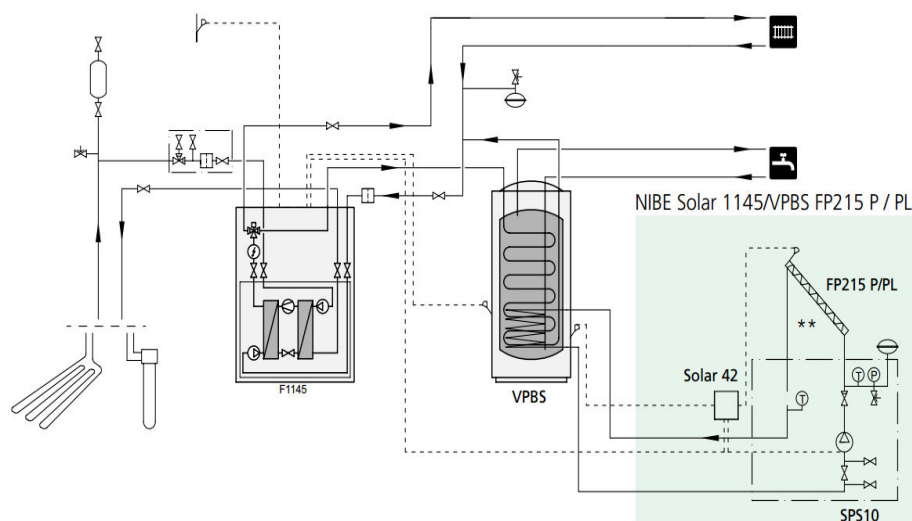 NIBE Solar 1145/VPBS FP215 P / PL
FP215 P/PL
**
Solar 42
T
P
T
F1145
VPBS
SPS10